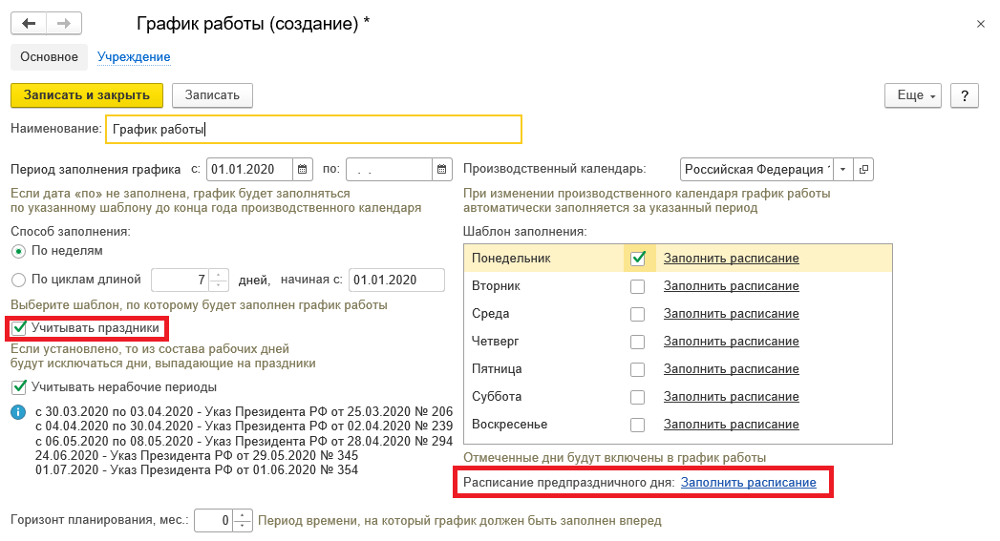 График работы (создание) *
Основное Учреждение
Записать и закрыть Записать Еще ?
Наименование: График работы
Период заполнения графика с: 01.01.2020 по: . . Производственный календарь: Российская Федерация
Если дата «по» не заполнена, график будет заполняться
по указанному шаблону до конца года производственного календаря
При изменении производственного календаря график работы
автоматически заполняется за указанный период
Способ заполнения:
По неделям
По циклам длиной 7 дней, начиная с: 01.01.2020
Выберите шаблон, по которому будет заполнен график работы
Учитывать праздники
Если установлено, то из состава рабочих дней
будут исключаться дни, выпадающие на праздники
Учитывать нерабочие периоды
с 30.03.2020 по 03.04.2020 - Указ Президента РФ от 25.03.2020 № 206
с 04.04.2020 по 30.04.2020 - Указ Президента РФ от 02.04.2020 № 239
с 06.05.2020 по 08.05.2020 - Указ Президента РФ от 28.04.2020 № 294
24.06.2020 - Указ Президента РФ от 29.05.2020 № 345
01.07.2020 - Указ Президента РФ от 01.06.2020 № 354
Шаблон заполнения:
Понедельник Заполнить расписание
Вторник Заполнить расписание
Среда Заполнить расписание
Четверг Заполнить расписание
Пятница Заполнить расписание
Суббота Заполнить расписание
Воскресенье Заполнить расписание
Отмеченные дни будут включены в график работы
Расписание предпраздничного дня: Заполнить расписание
Горизонт планирования, мес.: 0 Период времени, на который график должен быть заполнен вперед